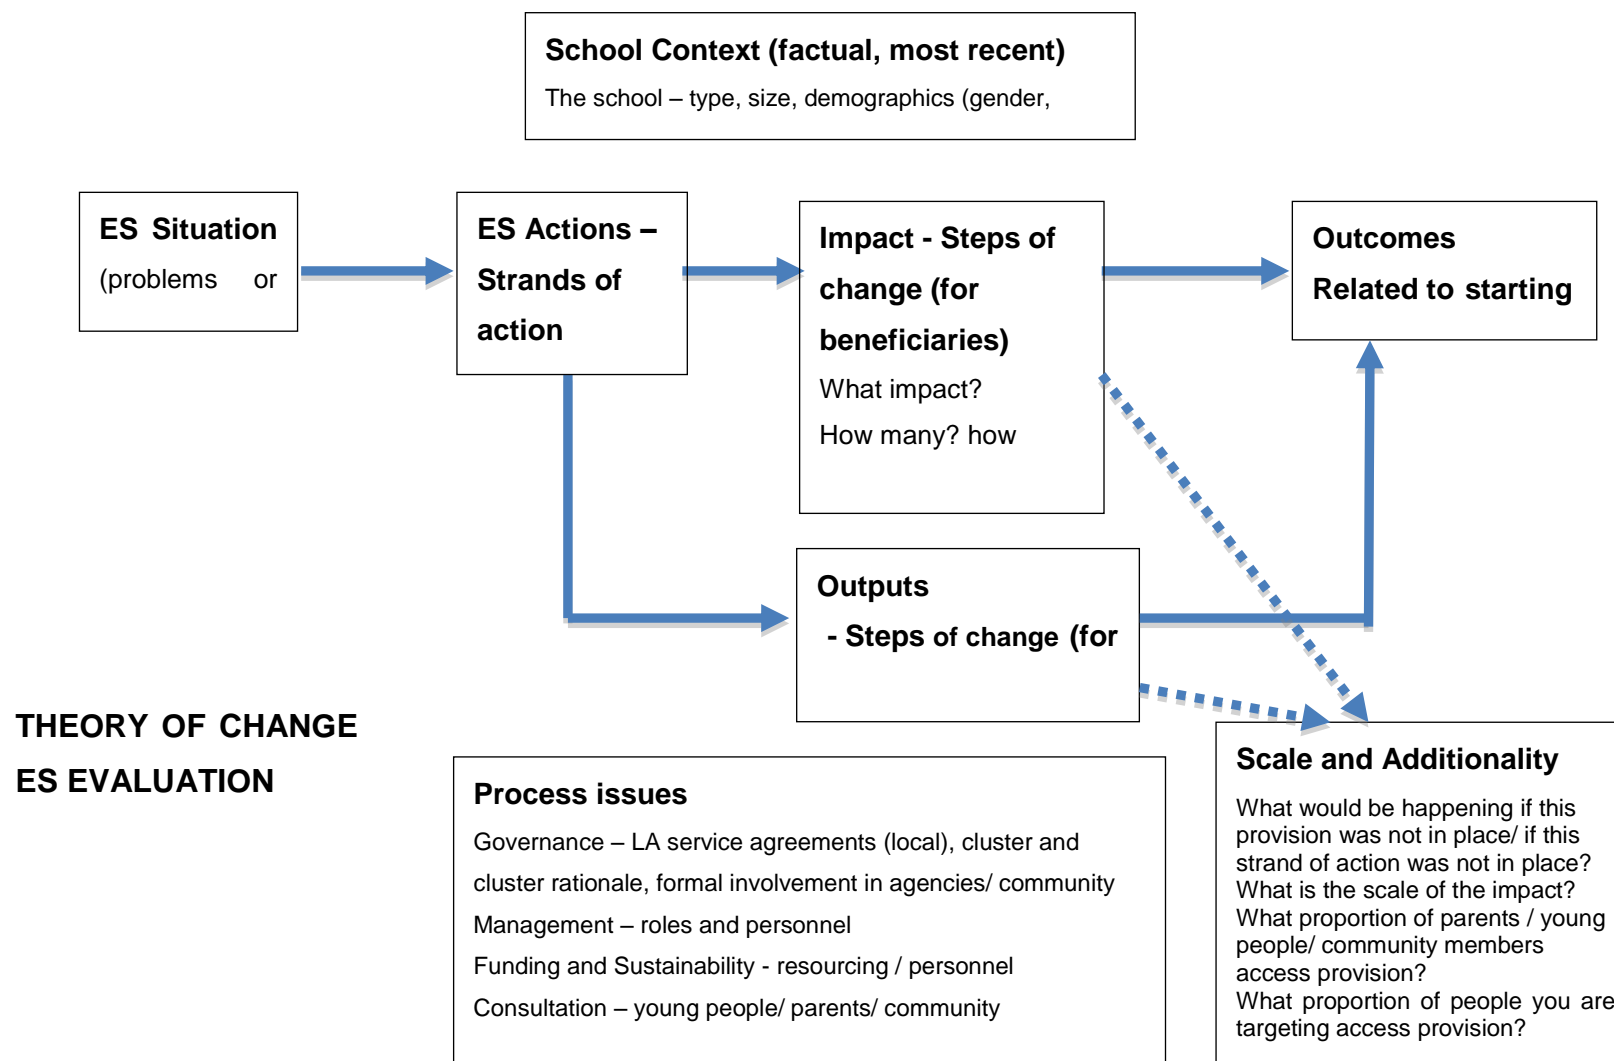 School Context (factual, most recent)
The school – type, size, demographics (gender,
ES Situation
(problems or
ES Actions –
Strands of
action
Impact - Steps of
change (for
beneficiaries)
What impact?
How many? how
Outcomes
Related to starting
Outputs
- Steps of change (for
THEORY OF CHANGE
ES EVALUATION
Process issues
Governance – LA service agreements (local), cluster and
cluster rationale, formal involvement in agencies/ community
Management – roles and personnel
Funding and Sustainability - resourcing / personnel
Consultation – young people/ parents/ community
Scale and Additionality
What would be happening if this
provision was not in place/ if this
strand of action was not in place?
What is the scale of the impact?
What proportion of parents / young
people/ community members
access provision?
What proportion of people you are
targeting access provision?